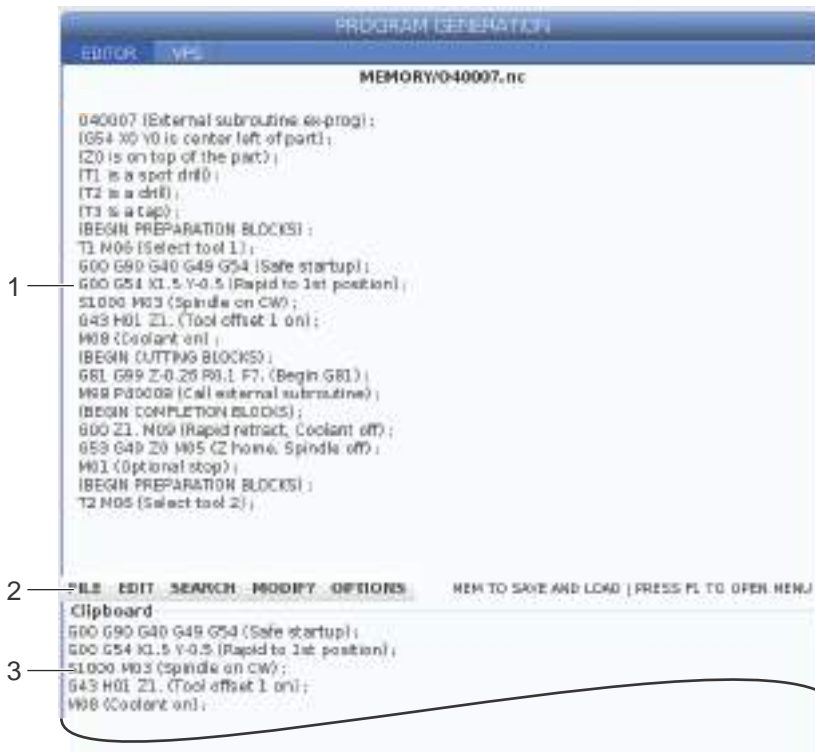 PROGRAM GENERATION
EDITOR VPS
MEMORY/O40007.nc
O40007 (External subroutine ex-prog) ;
(G54 X0 Y0 is center left of part) ;
(Z0 is on top of the part) ;
(T1 is a spot drill) ;
(T2 is a drill) ;
(T3 is a tap) ;
(BEGIN PREPARATION BLOCKS) ;
T1 M06 (Select tool 1) ;
1 G00 G90 G40 G49 G54 (Safe startup) ;
G00 G54 X1.5 Y-0.5 (Rapid to 1st position) ;
S1000 M03 (Spindle on CW) ;
G43 H01 Z1. (Tool offset 1 on) ;
M08 (Coolant on) ;
(BEGIN CUTTING BLOCKS) ;
G81 G99 Z-0.26 R0.1 F7. (Begin G81) ;
M98 P40008 (Call external subroutine) ;
(BEGIN COMPLETION BLOCKS) ;
G00 Z1. M09 (Rapid retract, Coolant off) ;
G53 G49 Z0 M05 (Z home, Spindle off) ;
M01 (Optional stop) ;
(BEGIN PREPARATION BLOCKS) ;
T2 M06 (Select tool 2) ;
2 FILE EDIT SEARCH MODIFY OPTIONS MEM TO SAVE AND LOAD | PRESS F1 TO OPEN MENU
Clipboard
G00 G90 G40 G49 G54 (Safe startup) ;
G00 G54 X1.5 Y-0.5 (Rapid to 1st position) ;
3 S1000 M03 (Spindle on CW) ;
G43 H01 Z1. (Tool offset 1 on) ;
M08 (Coolant on) ;